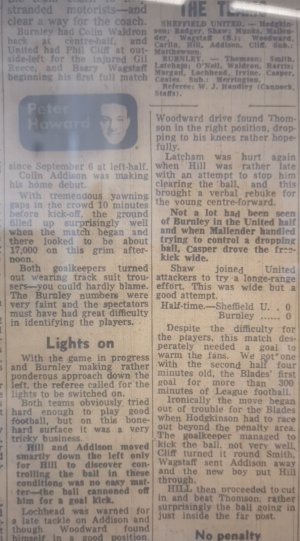 stranded motorists—and
clear a way for the coach.
Burnley had Colin Waldron
back at centre-half, and
United had Phil Cliff at out-
side-left for the injured Gil
Reece, and Barry Wagstaff
beginning his first full match
Peter
Howard
since September 6 at left-half.
Colin Addison was making
his home debut.
With tremendous yawning
gaps in the crowd 10 minutes
before kick-off, the ground
filled up surprisingly well
when the match began and
there looked to be about
17,000 on this grim after-
noon.
Both goalkeepers turned
out wearing track suit trou-
sers—you could hardly blame.
The Burnley numbers were
very faint and the spectators
must have had great difficulty
in identifying the players.
Lights on
With the game in progress
and Burnley making rather
ponderous approach down the
left, the referee called for the
lights to be switched on.
Both teams obviously tried
hard enough to play good
football, but on this bone-
hard surface it was a very
tricky business.
Hill and Addison moved
smartly down the left only
for Hill to discover con-
trolling the ball in these
conditions was no easy mat-
ter—the ball cannoned off
him for a goal kick.
Lochhead was warned for
a late tackle on Addison and
though Woodward found
himself in a good position
THE TEAMS
SHEFFIELD UNITED. — Hodgkin-
son; Badger, Shaw; Munks, Mallen-
der, Wagstaff (B.); Woodward,
Carlin, Hill, Addison, Cliff. Sub.:
Matthewson.
BURNLEY. — Thomson; Smith,
Latcham; O'Neil, Waldron, Harris;
Morgan, Lochhead, Irvine, Casper,
Coates. Sub.: Merrington.
Referee: W. J. Handley (Cannock,
Staffs).
Woodward drive found Thom-
son in the right position, drop-
ping to his knees rather hope-
fully.
Latcham was hurt again
when Hill was rather late
with an attempt to stop him
clearing the ball, and this
brought a verbal rebuke for
the young centre-forward.
Not a lot had been seen
of Burnley in the United half
and when Mallender handled
trying to control a dropping
ball, Casper drove the free-
kick wide.
Shaw joined United
attackers to try a longe-range
effort. This was wide but a
good attempt.
Half-time.—Sheffield U. . 0
Burnley ...... 0
Despite the difficulty for
the players, this match des-
perately needed a goal to
warm the fans. We got one
with the second half four
minutes old, the Blades' first
goal for more than 300
minutes of League football.
Ironically the move began
out of trouble for the Blades
when Hodgkinson had to race
out beyond the penalty area.
The goalkeeper managed to
kick the ball, not very well,
Cliff turned it round Smith,
Wagstaff sent Addison away
and the new boy put Hill
through.
HILL then proceeded to cut
in and beat Thomson, rather
surprisingly the ball going in
just inside the far post.
No penalty